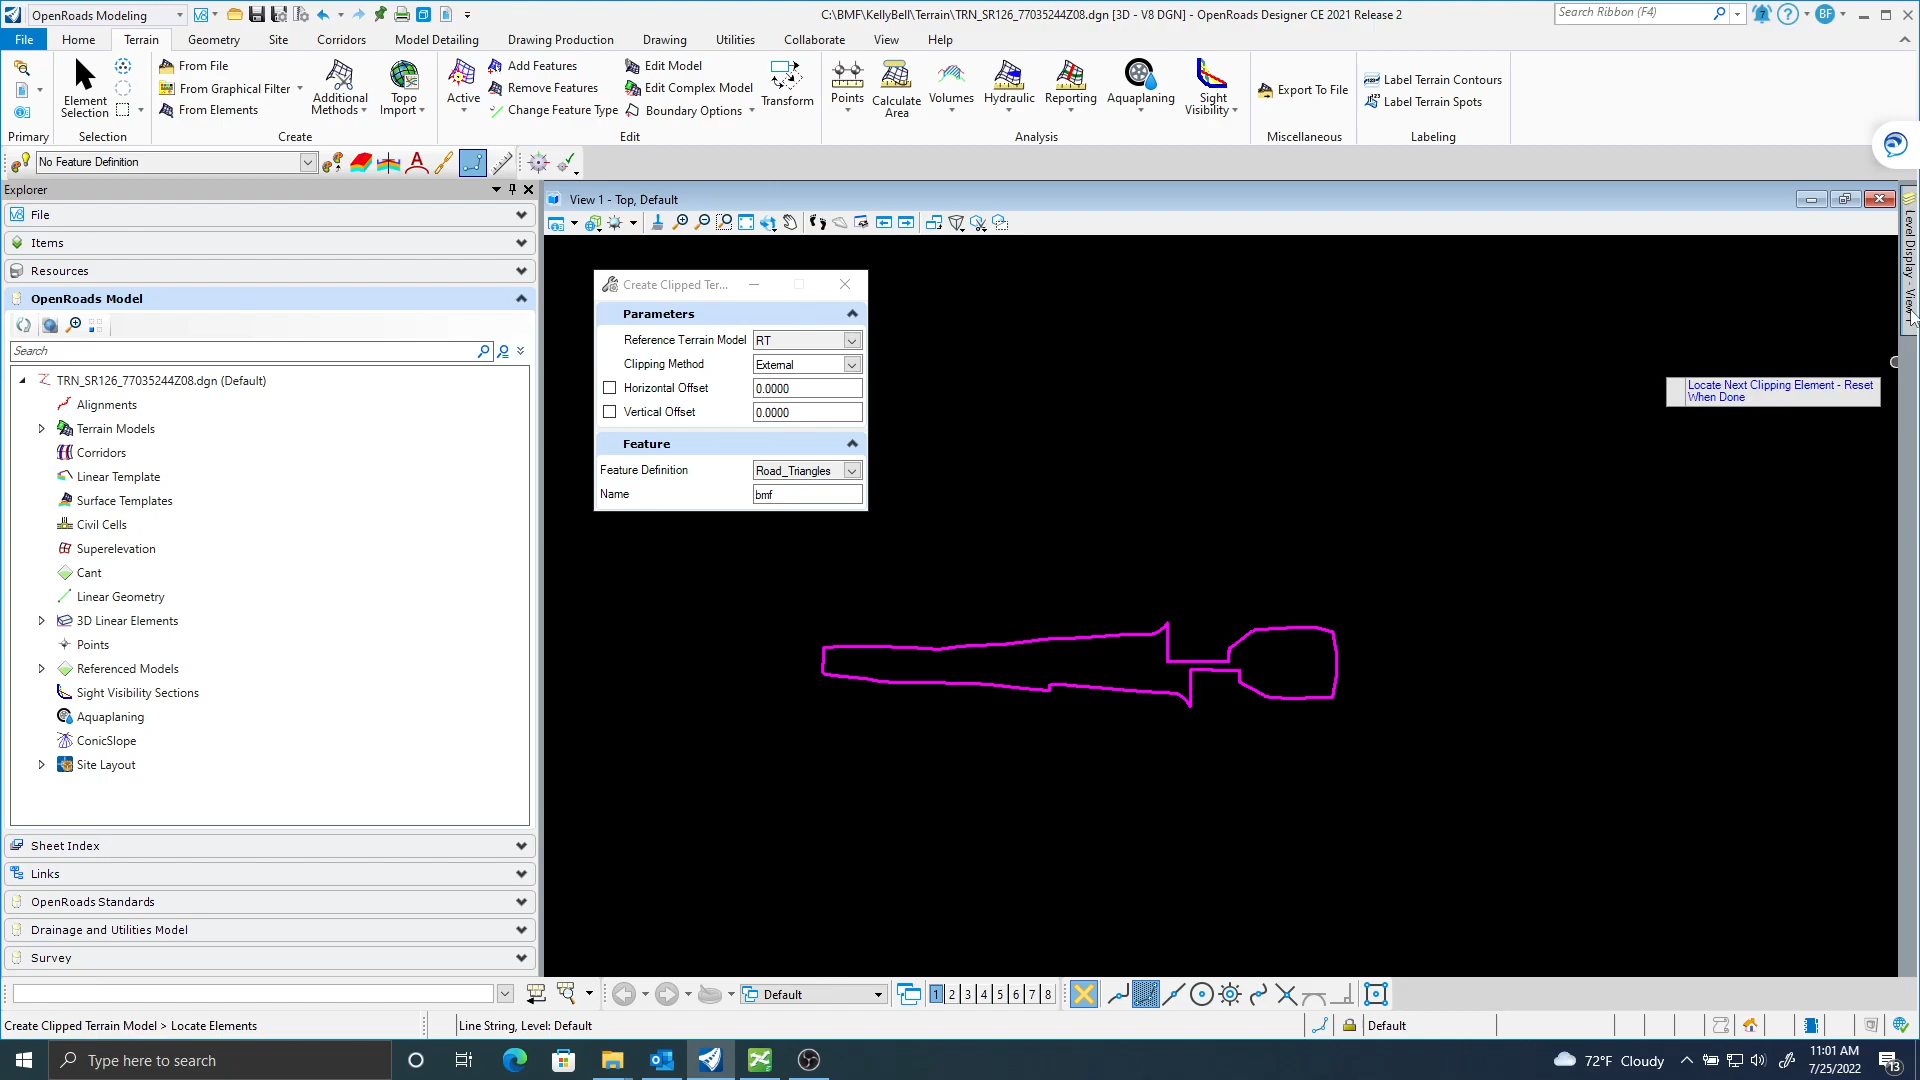 OpenRoads Modeling
C:\BMF\KellyBell\Terrain\TRN_SR126_77035244Z08.dgn [3D - V8 DGN] - OpenRoads Designer CE 2021 Release 2
Search Ribbon (F4)
BF
File Home Terrain Geometry Site Corridors Model Detailing Drawing Production Drawing Utilities Collaborate View Help
Primary
Element Selection
Selection
From File
From Graphical Filter
From Elements
Additional Methods
Topo Import
Create
Active
Add Features
Remove Features
Change Feature Type
Edit Model
Edit Complex Model
Boundary Options
Transform
Edit
Points
Calculate Area
Volumes
Hydraulic
Reporting
Aquaplaning
Sight Visibility
Analysis
Export To File
Miscellaneous
Label Terrain Contours
Label Terrain Spots
Labeling
No Feature Definition
Explorer
File
Items
Resources
OpenRoads Model
Search
TRN_SR126_77035244Z08.dgn (Default)
Alignments
Terrain Models
Corridors
Linear Template
Surface Templates
Civil Cells
Superelevation
Cant
Linear Geometry
3D Linear Elements
Points
Referenced Models
Sight Visibility Sections
Aquaplaning
ConicSlope
Site Layout
Sheet Index
Links
OpenRoads Standards
Drainage and Utilities Model
Survey
View 1 - Top, Default
Create Clipped Ter...
Parameters
Reference Terrain Model RT
Clipping Method External
Horizontal Offset 0.0000
Vertical Offset 0.0000
Feature
Feature Definition Road_Triangles
Name bmf
Locate Next Clipping Element - Reset
When Done
Level Display - View 1
Default
1 2 3 4 5 6 7 8
Create Clipped Terrain Model > Locate Elements
Line String, Level: Default
Default
Type here to search
72°F Cloudy
11:01 AM
7/25/2022
13